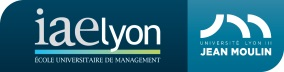 iaelyon
ÉCOLE UNIVERSITAIRE DE MANAGEMENT
UNIVERSITÉ LYON III
JEAN MOULIN